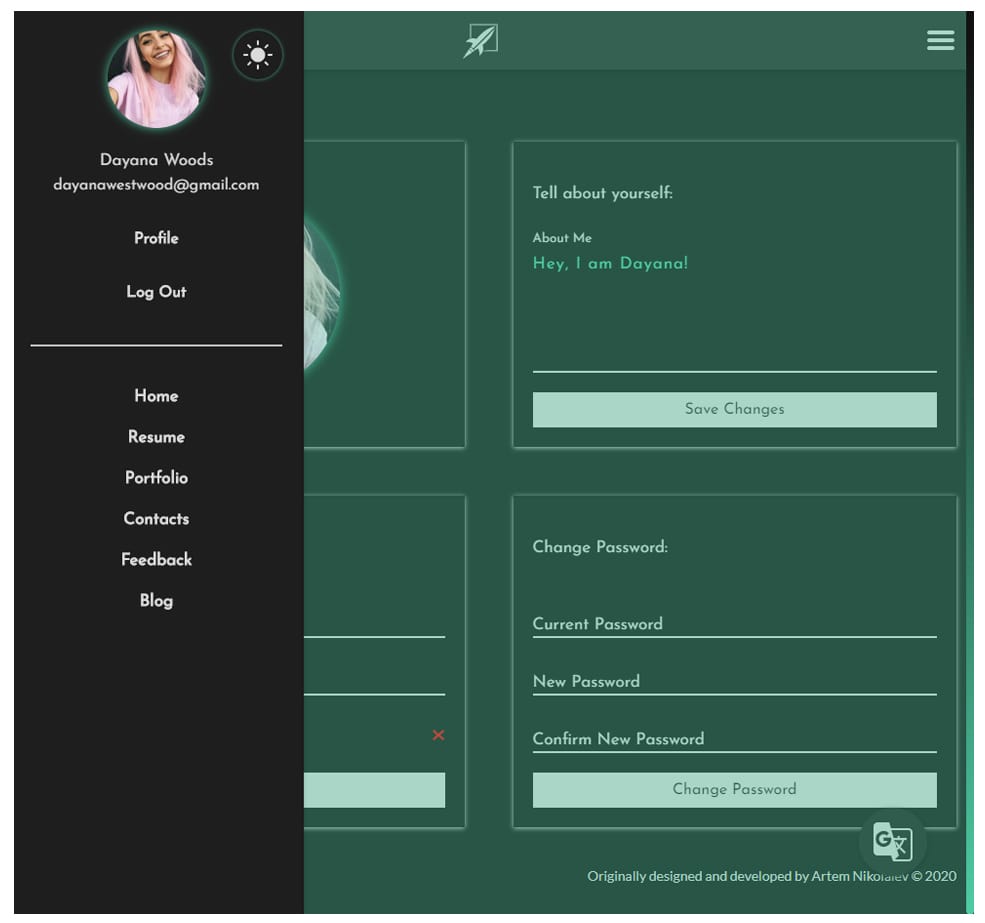 Dayana Woods
dayanawestwood@gmail.com
Profile
Log Out
Home
Resume
Portfolio
Contacts
Feedback
Blog
Tell about yourself:
About Me
Hey, I am Dayana!
Save Changes
Change Password:
Current Password
New Password
Confirm New Password
Change Password
G文
Originally designed and developed by Artem Nikolaiev © 2020